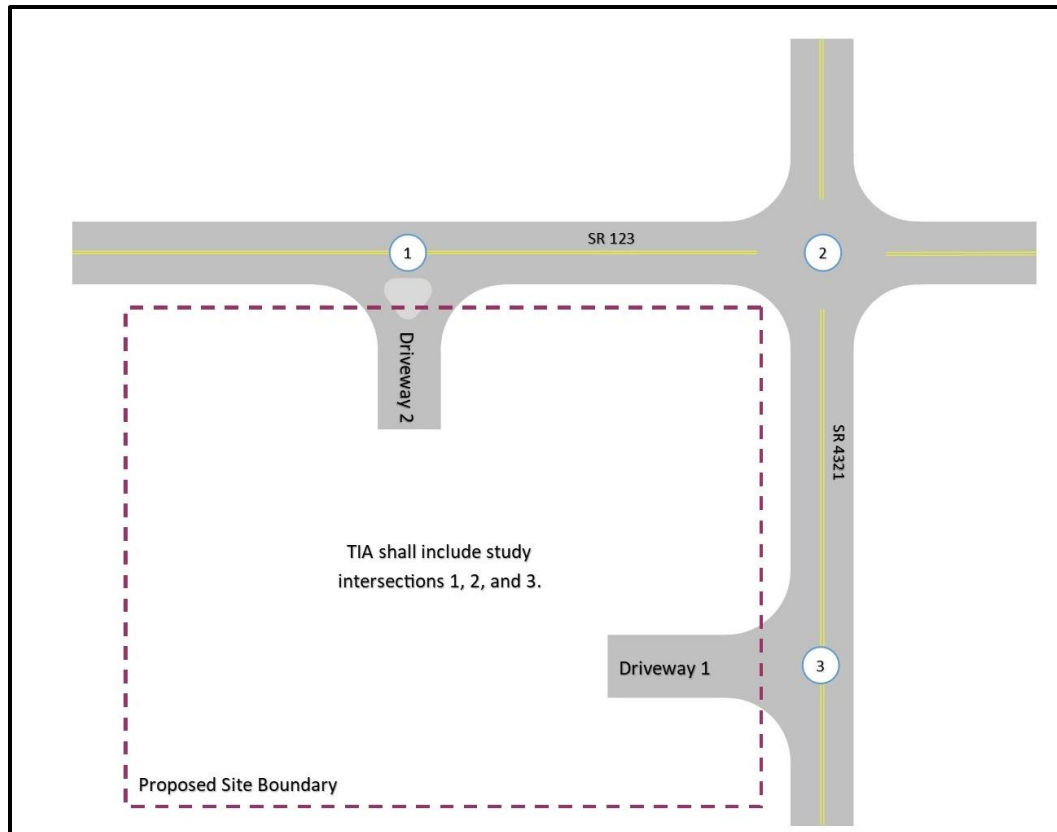 SR 123
1
2
Driveway 2
SR 4321
TIA shall include study
intersections 1, 2, and 3.
Driveway 1
3
Proposed Site Boundary